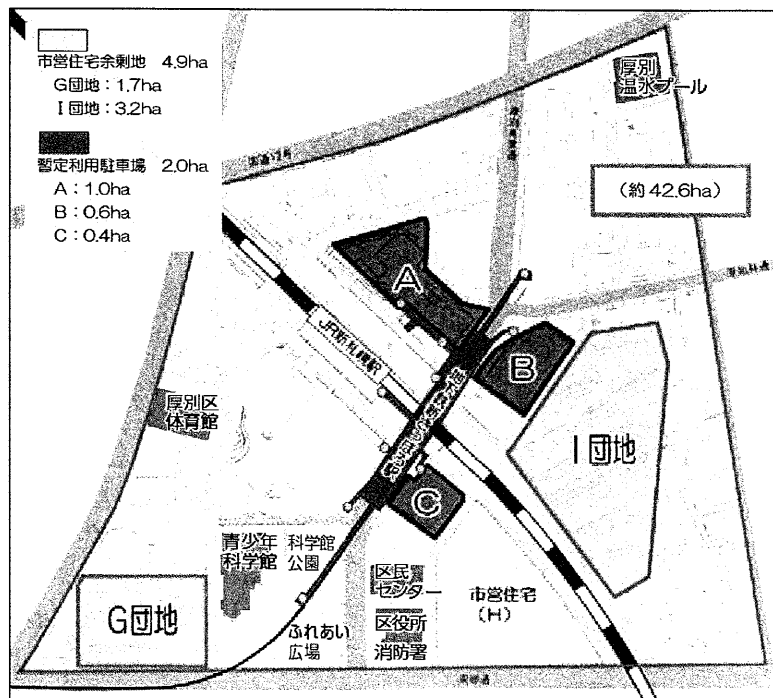 市営住宅余剰地 4.9ha
G団地：1.7ha
I団地：3.2ha
暫定利用駐車場 2.0ha
A：1.0ha
B：0.6ha
C：0.4ha
厚別
温水プール
国道12号
（約 42.6ha）
A
JR新札幌駅
B
厚別区
体育館
I団地
C
青少年
科学館
科学館
公園
区民
センター
市営住宅
（H）
G団地
ふれあい
広場
区役所
消防署